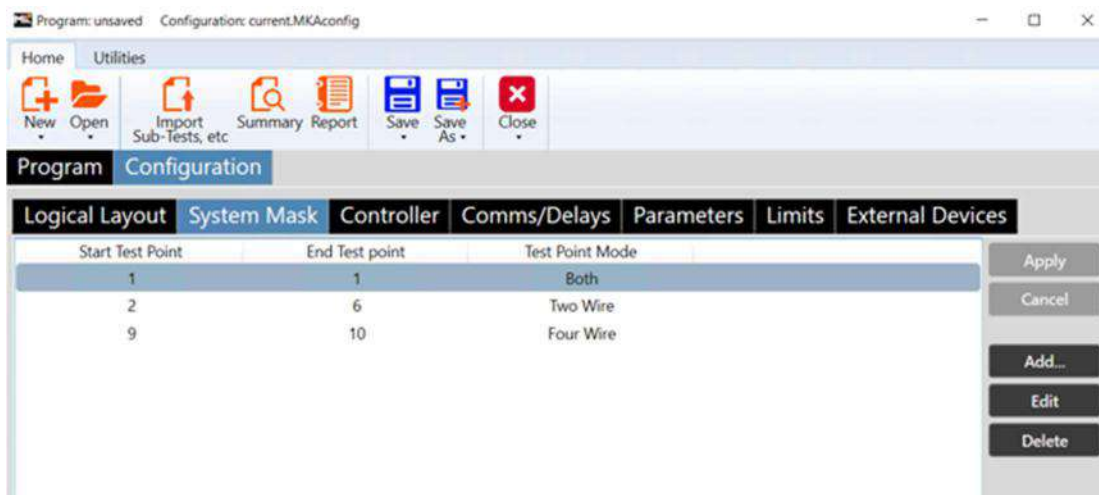 Program: unsaved Configuration: current.MKAconfig
Home Utilities
New Open Import Sub-Tests, etc Summary Report Save Save As Close
Program Configuration
Logical Layout System Mask Controller Comms/Delays Parameters Limits External Devices
Start Test Point End Test point Test Point Mode
1 1 Both
2 6 Two Wire
9 10 Four Wire
Apply
Cancel
Add...
Edit
Delete